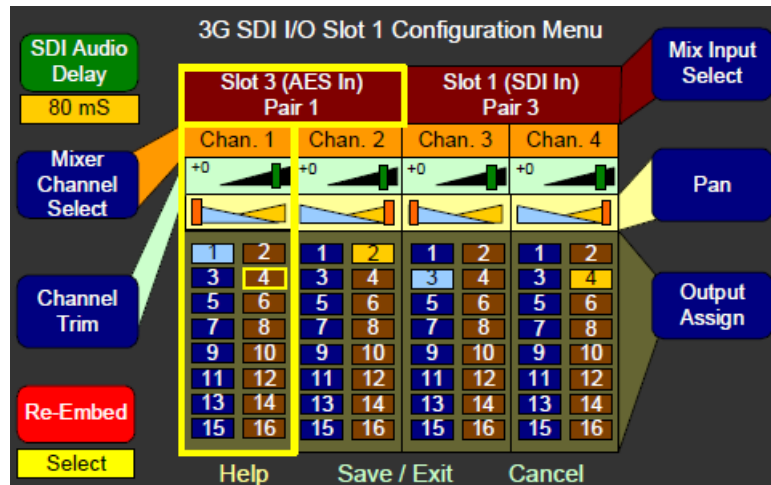 3G SDI I/O Slot 1 Configuration Menu
SDI Audio
Delay
80 mS
Mixer
Channel
Select
Channel
Trim
Re-Embed
Select
Slot 3 (AES In)
Pair 1
Slot 1 (SDI In)
Pair 3
Chan. 1 Chan. 2 Chan. 3 Chan. 4
+0 +0 +0 +0
1 2 1 2 1 2 1 2
3 4 3 4 3 4 3 4
5 6 5 6 5 6 5 6
7 8 7 8 7 8 7 8
9 10 9 10 9 10 9 10
11 12 11 12 11 12 11 12
13 14 13 14 13 14 13 14
15 16 15 16 15 16 15 16
Mix Input
Select
Pan
Output
Assign
Help Save / Exit Cancel